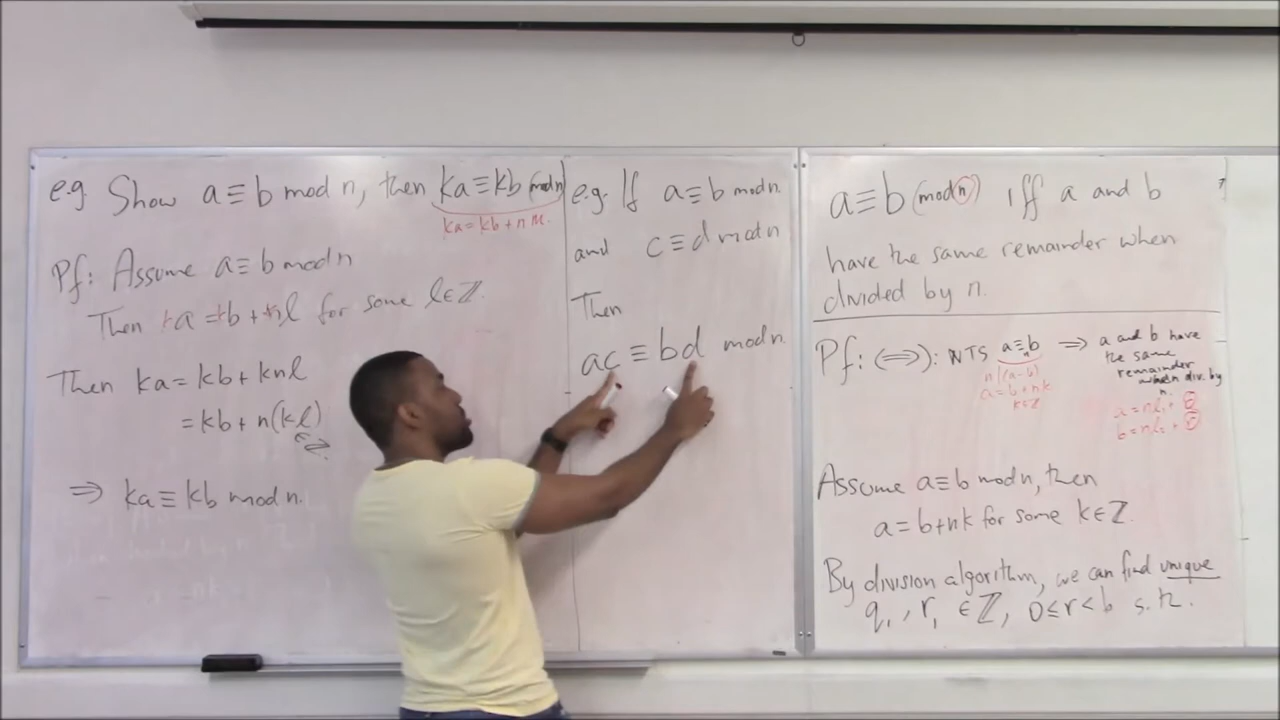 e.g. Show a ≡ b mod n, then ka ≡ kb (mod n)
ka = kb + n m.
Pf: Assume a ≡ b mod n
Then ka = kb + knl for some l ∈ ℤ.
Then ka = kb + knl
= kb + n(kl)
∈ ℤ.
⇒ ka ≡ kb mod n.
e.g. If a ≡ b mod n.
and c ≡ d mod n
Then
ac ≡ bd mod n.
a ≡ b (mod n) iff a and b
have the same remainder when
divided by n.
Pf: (⇒): NTS a ≡ b ⇒ a and b have
n
the same
remainder
when div. by
n.
n | (a - b)
a = b + nk
k ∈ ℤ
a = nl₁ + r
b = nl₂ + r
Assume a ≡ b mod n, then
a = b + nk for some k ∈ ℤ.
By division algorithm, we can find unique
q₁, r₁ ∈ ℤ, 0 ≤ r < b s.t.